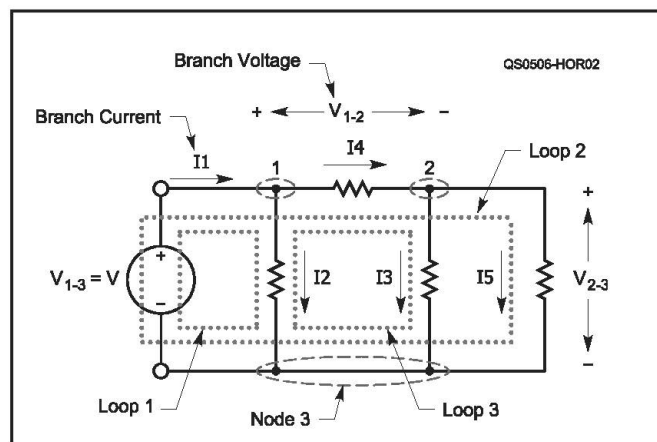 Branch Voltage
QS0506-HOR02
+ V1-2 −
Branch Current
I1
1
I4
2
Loop 2
+
+
V1-3 = V
I2
I3
I5
V2-3
−
−
Loop 1
Node 3
Loop 3